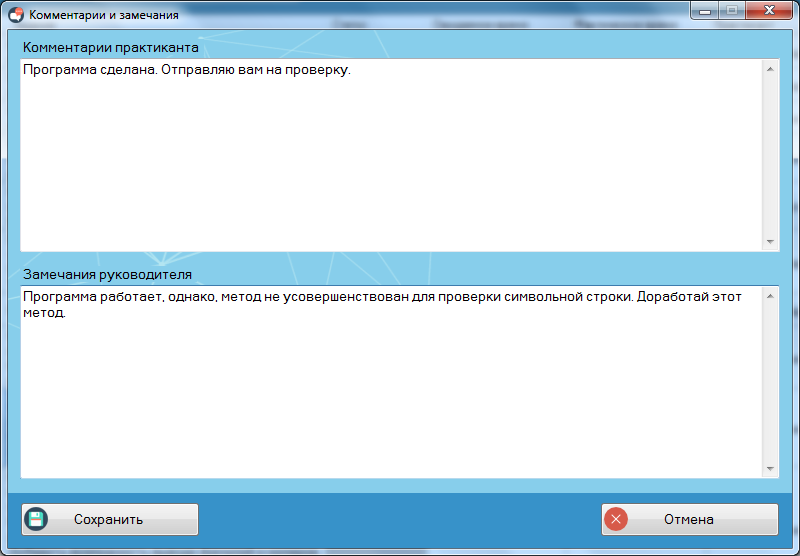 Комментарии и замечания
Комментарии практиканта
Программа сделана. Отправляю вам на проверку.
Замечания руководителя
Программа работает, однако, метод не усовершенствован для проверки символьной строки. Доработай этот
метод.
Сохранить
Отмена